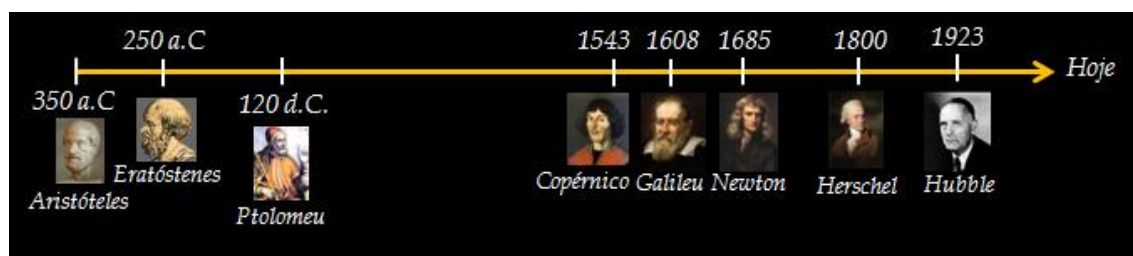 250 a.C
1543 1608 1685 1800 1923
Hoje
350 a.C
120 d.C.
Aristóteles
Eratóstenes
Ptolomeu
Copérnico Galileu Newton Herschel Hubble